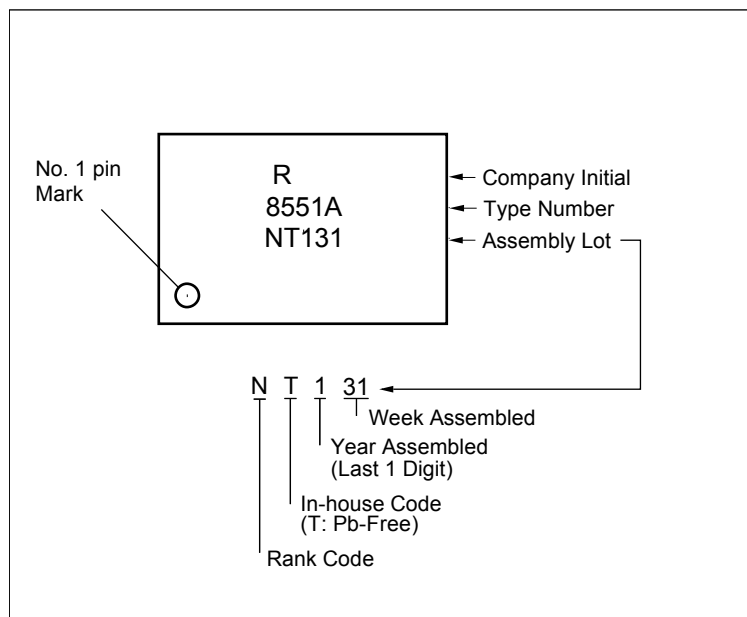 No. 1 pin
Mark
R
8551A
NT131
Company Initial
Type Number
Assembly Lot
N T 1 31
Week Assembled
Year Assembled
(Last 1 Digit)
In-house Code
(T: Pb-Free)
Rank Code